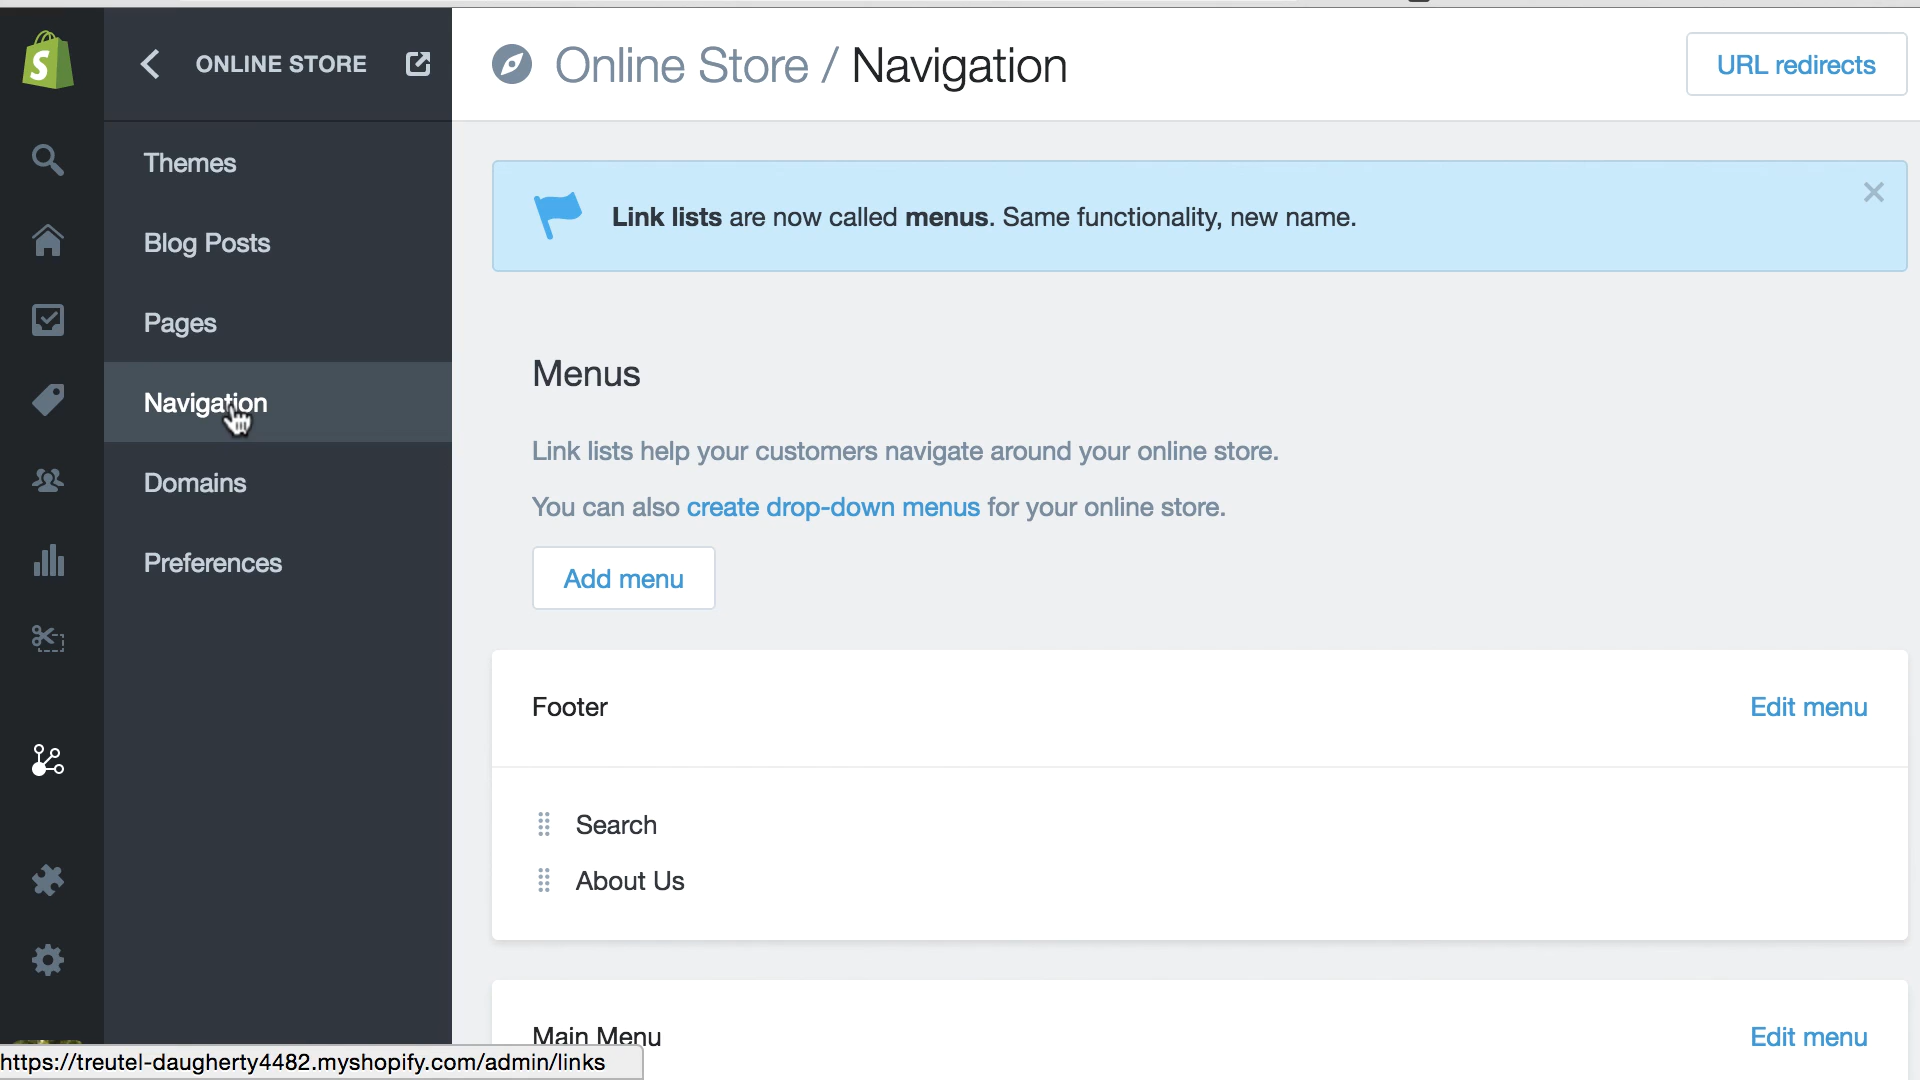 ONLINE STORE
Themes
Blog Posts
Pages
Navigation
Domains
Preferences
Online Store / Navigation
URL redirects
Link lists are now called menus. Same functionality, new name.
Menus
Link lists help your customers navigate around your online store.
You can also create drop-down menus for your online store.
Add menu
Footer
Edit menu
Search
About Us
Main Menu
Edit menu
https://treutel-daugherty4482.myshopify.com/admin/links